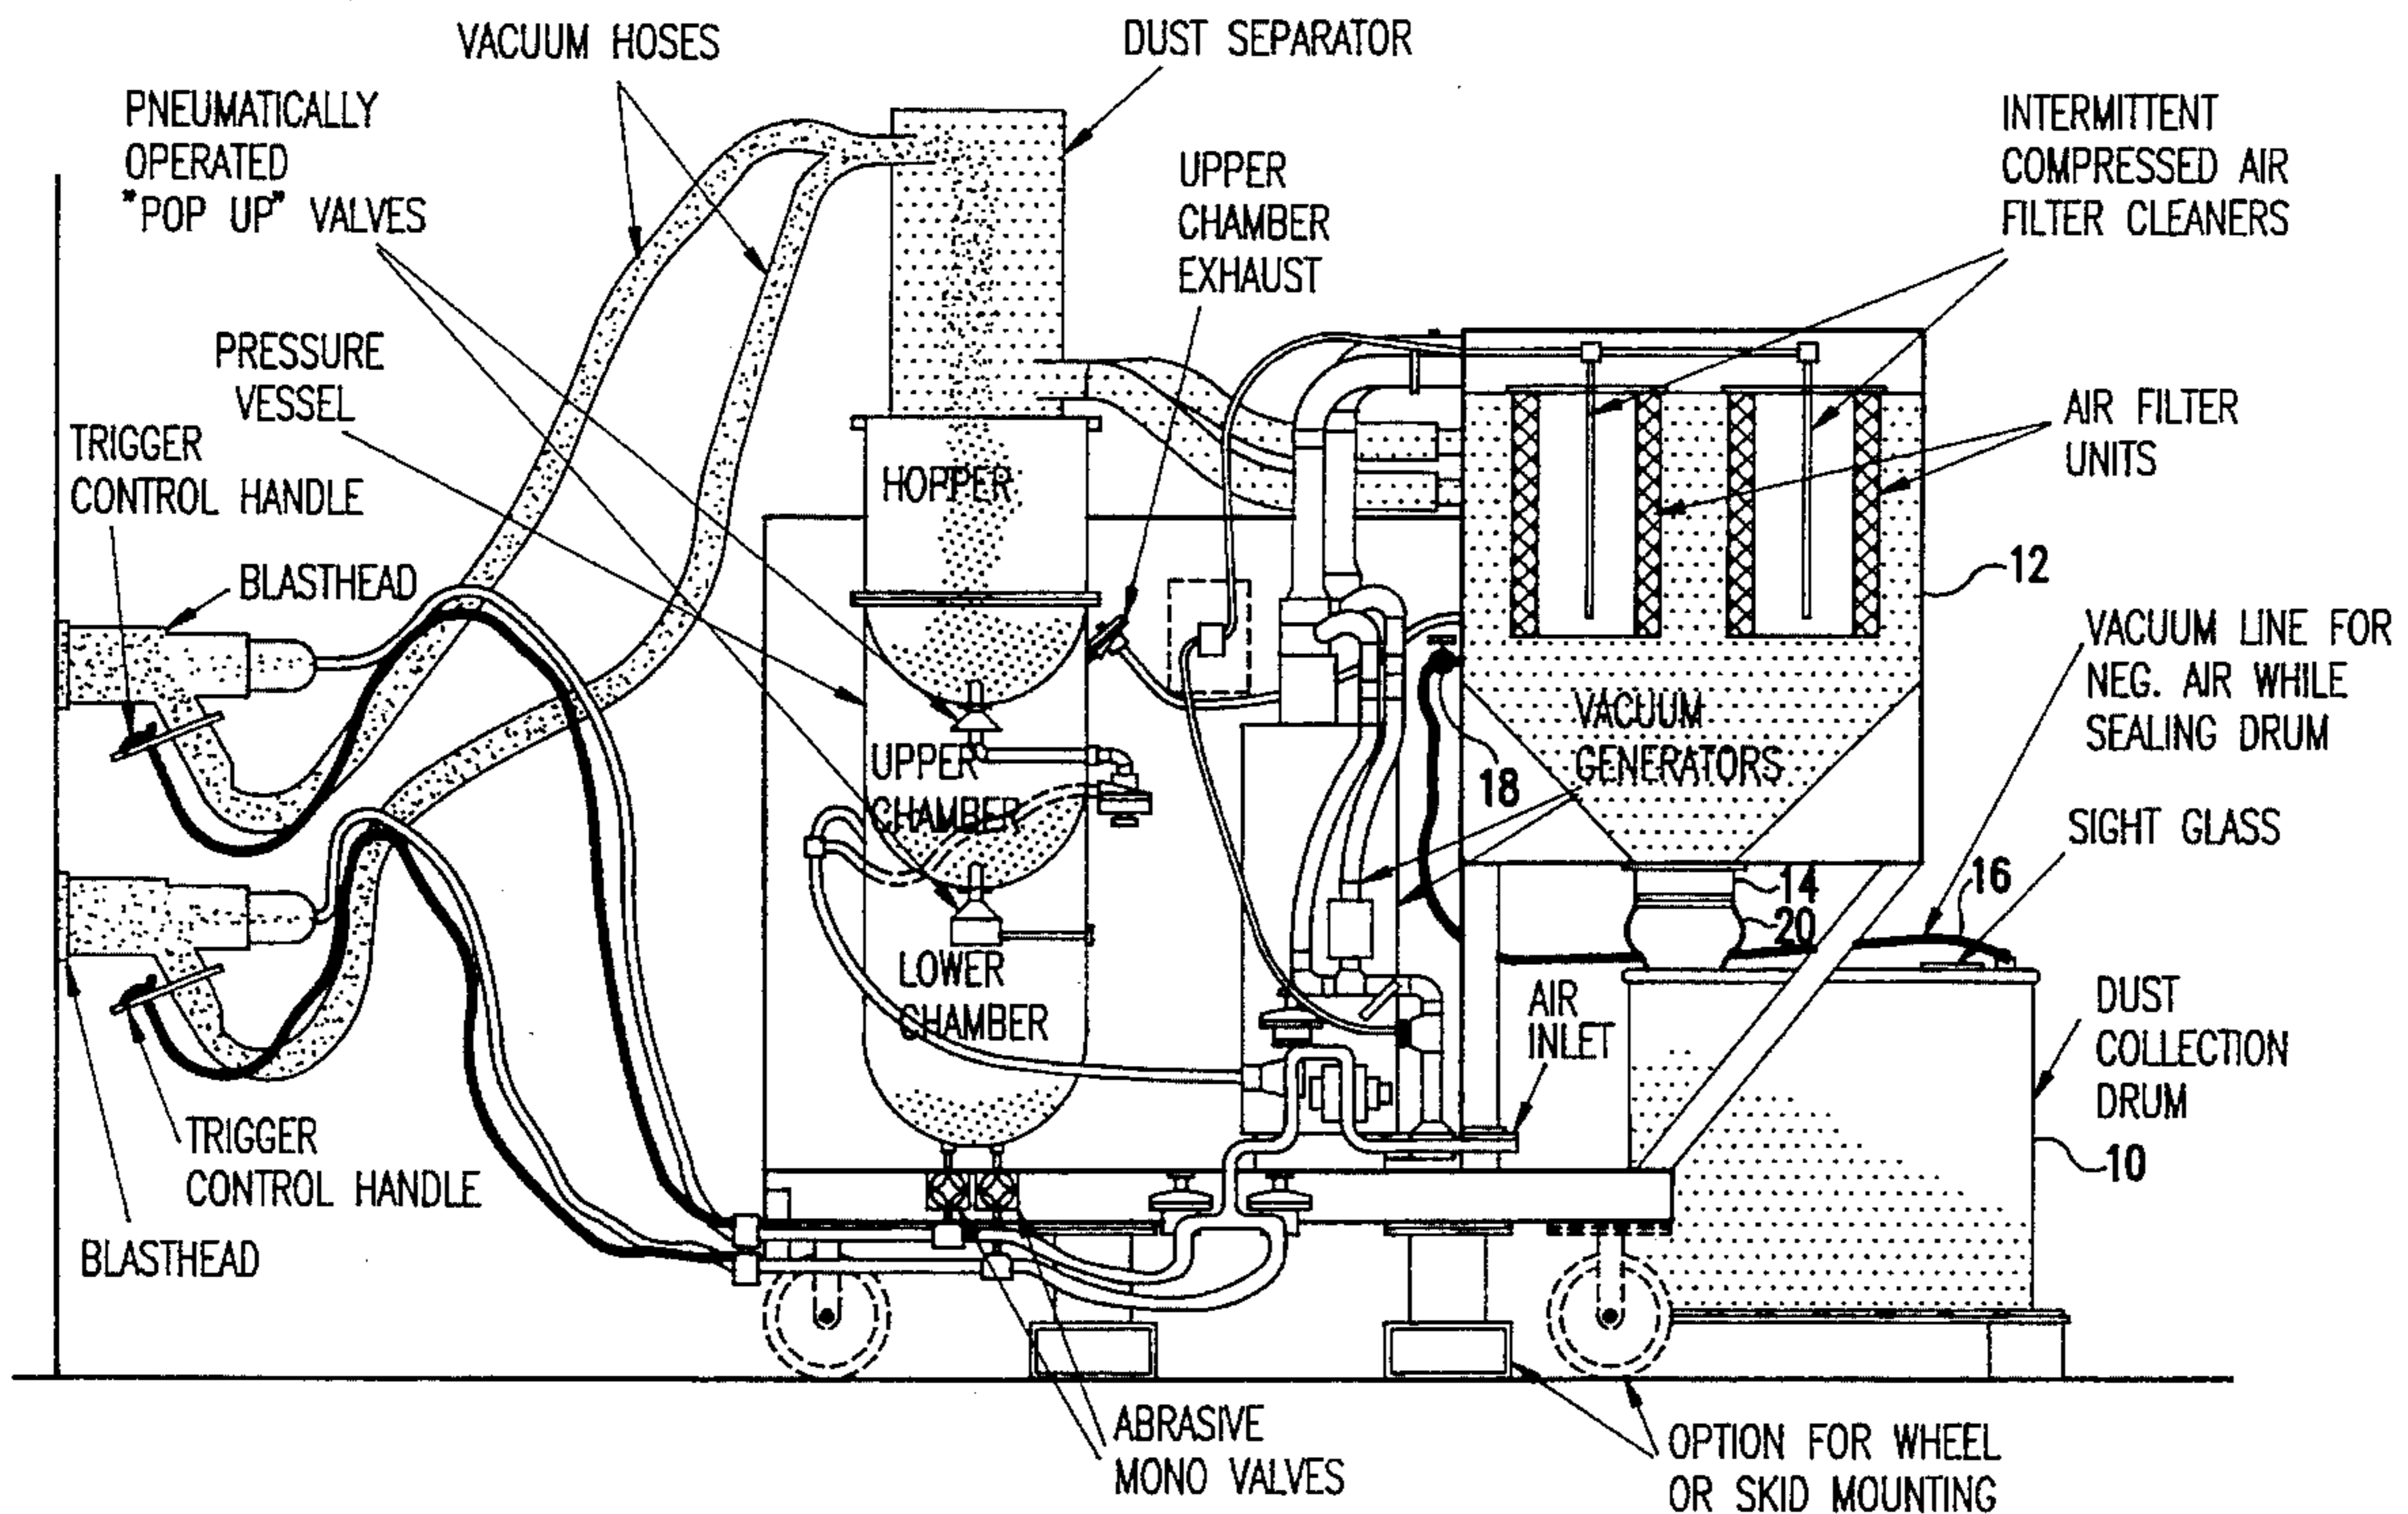 VACUUM HOSES
DUST SEPARATOR
PNEUMATICALLY
OPERATED
"POP UP" VALVES
UPPER
CHAMBER
EXHAUST
INTERMITTENT
COMPRESSED AIR
FILTER CLEANERS
PRESSURE
VESSEL
TRIGGER
CONTROL HANDLE
AIR FILTER
UNITS
HOPPER
BLASTHEAD
12
VACUUM LINE FOR
NEG. AIR WHILE
SEALING DRUM
VACUUM
GENERATORS
18
UPPER
CHAMBER
SIGHT GLASS
14
16
20
LOWER
CHAMBER
AIR
INLET
DUST
COLLECTION
DRUM
10
TRIGGER
CONTROL HANDLE
BLASTHEAD
ABRASIVE
MONO VALVES
OPTION FOR WHEEL
OR SKID MOUNTING